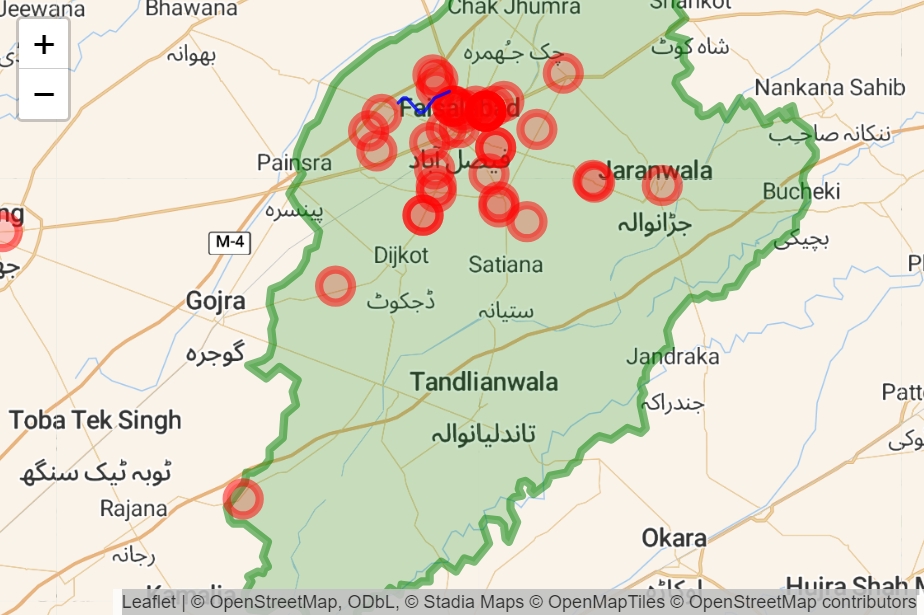 Jeewana
Bhawana
بھوانہ
Chak Jhumra
چک جُھمرہ
Shahkot
شاہ کوٹ
+
−
Nankana Sahib
ننکانہ صاحب
Faisalabad
فیصل آباد
Painsra
پینسرہ
Jaranwala
جڑانوالہ
Bucheki
بچیکی
M-4
Dijkot
ڈجکوٹ
Satiana
ستیانہ
Gojra
گوجرہ
Jandraka
جندراکہ
Tandlianwala
تاندلیانوالہ
Toba Tek Singh
ٹوبہ ٹیک سنگھ
Rajana
رجانہ
Okara
اوکاڑہ
Kamalia
Hujra Shah M
Leaflet | © OpenStreetMap, ODbL, © Stadia Maps © OpenMapTiles © OpenStreetMap contributors